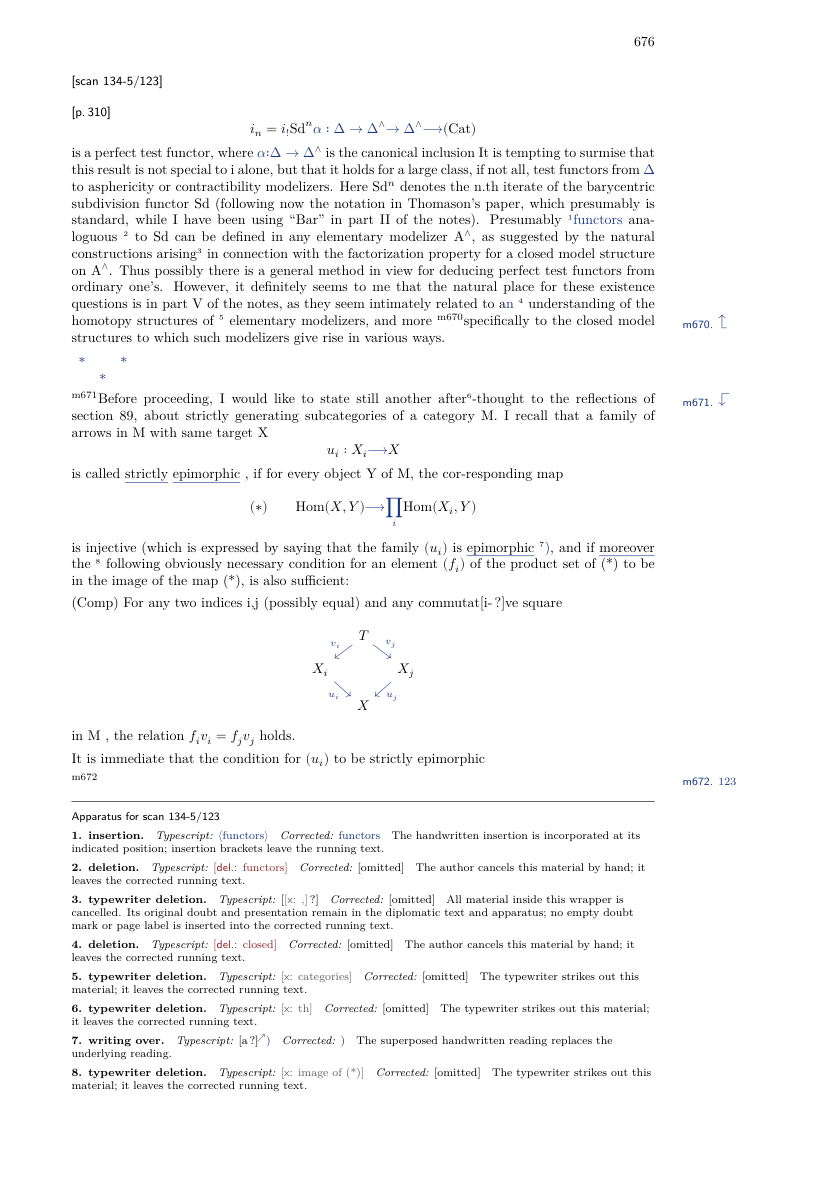 676
[scan 134-5/123]
[p. 310]
iₙ = i₁Sdⁿα : Δ → Δ^→ Δ^⟶(Cat)
is a perfect test functor, where α:Δ → Δ^ is the canonical inclusion It is tempting to surmise that
this result is not special to i alone, but that it holds for a large class, if not all, test functors from Δ
to asphericity or contractibility modelizers. Here Sdⁿ denotes the n.th iterate of the barycentric
subdivision functor Sd (following now the notation in Thomason's paper, which presumably is
standard, while I have been using “Bar” in part II of the notes). Presumably ¹functors ana-
loguous ² to Sd can be defined in any elementary modelizer A^, as suggested by the natural
constructions arising³ in connection with the factorization property for a closed model structure
on A^. Thus possibly there is a general method in view for deducing perfect test functors from
ordinary one's. However, it definitely seems to me that the natural place for these existence
questions is in part V of the notes, as they seem intimately related to an ⁴ understanding of the
homotopy structures of ⁵ elementary modelizers, and more m670specifically to the closed model
m670. ↰
structures to which such modelizers give rise in various ways.
* *
*
m671Before proceeding, I would like to state still another after⁶-thought to the reflections of
m671. ↱
section 89, about strictly generating subcategories of a category M. I recall that a family of
arrows in M with same target X
uᵢ : Xᵢ⟶X
is called strictly epimorphic , if for every object Y of M, the cor-responding map
(∗) Hom(X, Y)⟶∏ᵢHom(Xᵢ, Y)
is injective (which is expressed by saying that the family (uᵢ) is epimorphic ⁷), and if moreover
the ⁸ following obviously necessary condition for an element (fᵢ) of the product set of (*) to be
in the image of the map (*), is also sufficient:
(Comp) For any two indices i,j (possibly equal) and any commutat[i- ?]ve square
T
vᵢ vⱼ
Xᵢ Xⱼ
uᵢ uⱼ
X
in M , the relation fᵢvᵢ = fⱼvⱼ holds.
It is immediate that the condition for (uᵢ) to be strictly epimorphic
m672
m672. 123
Apparatus for scan 134-5/123
1. insertion. Typescript: ⟨functors⟩ Corrected: functors The handwritten insertion is incorporated at its
indicated position; insertion brackets leave the running text.
2. deletion. Typescript: [del.: functors] Corrected: [omitted] The author cancels this material by hand; it
leaves the corrected running text.
3. typewriter deletion. Typescript: [[x: ,] ?] Corrected: [omitted] All material inside this wrapper is
cancelled. Its original doubt and presentation remain in the diplomatic text and apparatus; no empty doubt
mark or page label is inserted into the corrected running text.
4. deletion. Typescript: [del.: closed] Corrected: [omitted] The author cancels this material by hand; it
leaves the corrected running text.
5. typewriter deletion. Typescript: [x: categories] Corrected: [omitted] The typewriter strikes out this
material; it leaves the corrected running text.
6. typewriter deletion. Typescript: [x: th] Corrected: [omitted] The typewriter strikes out this material;
it leaves the corrected running text.
7. writing over. Typescript: [a ?]↗) Corrected: ) The superposed handwritten reading replaces the
underlying reading.
8. typewriter deletion. Typescript: [x: image of (*)] Corrected: [omitted] The typewriter strikes out this
material; it leaves the corrected running text.